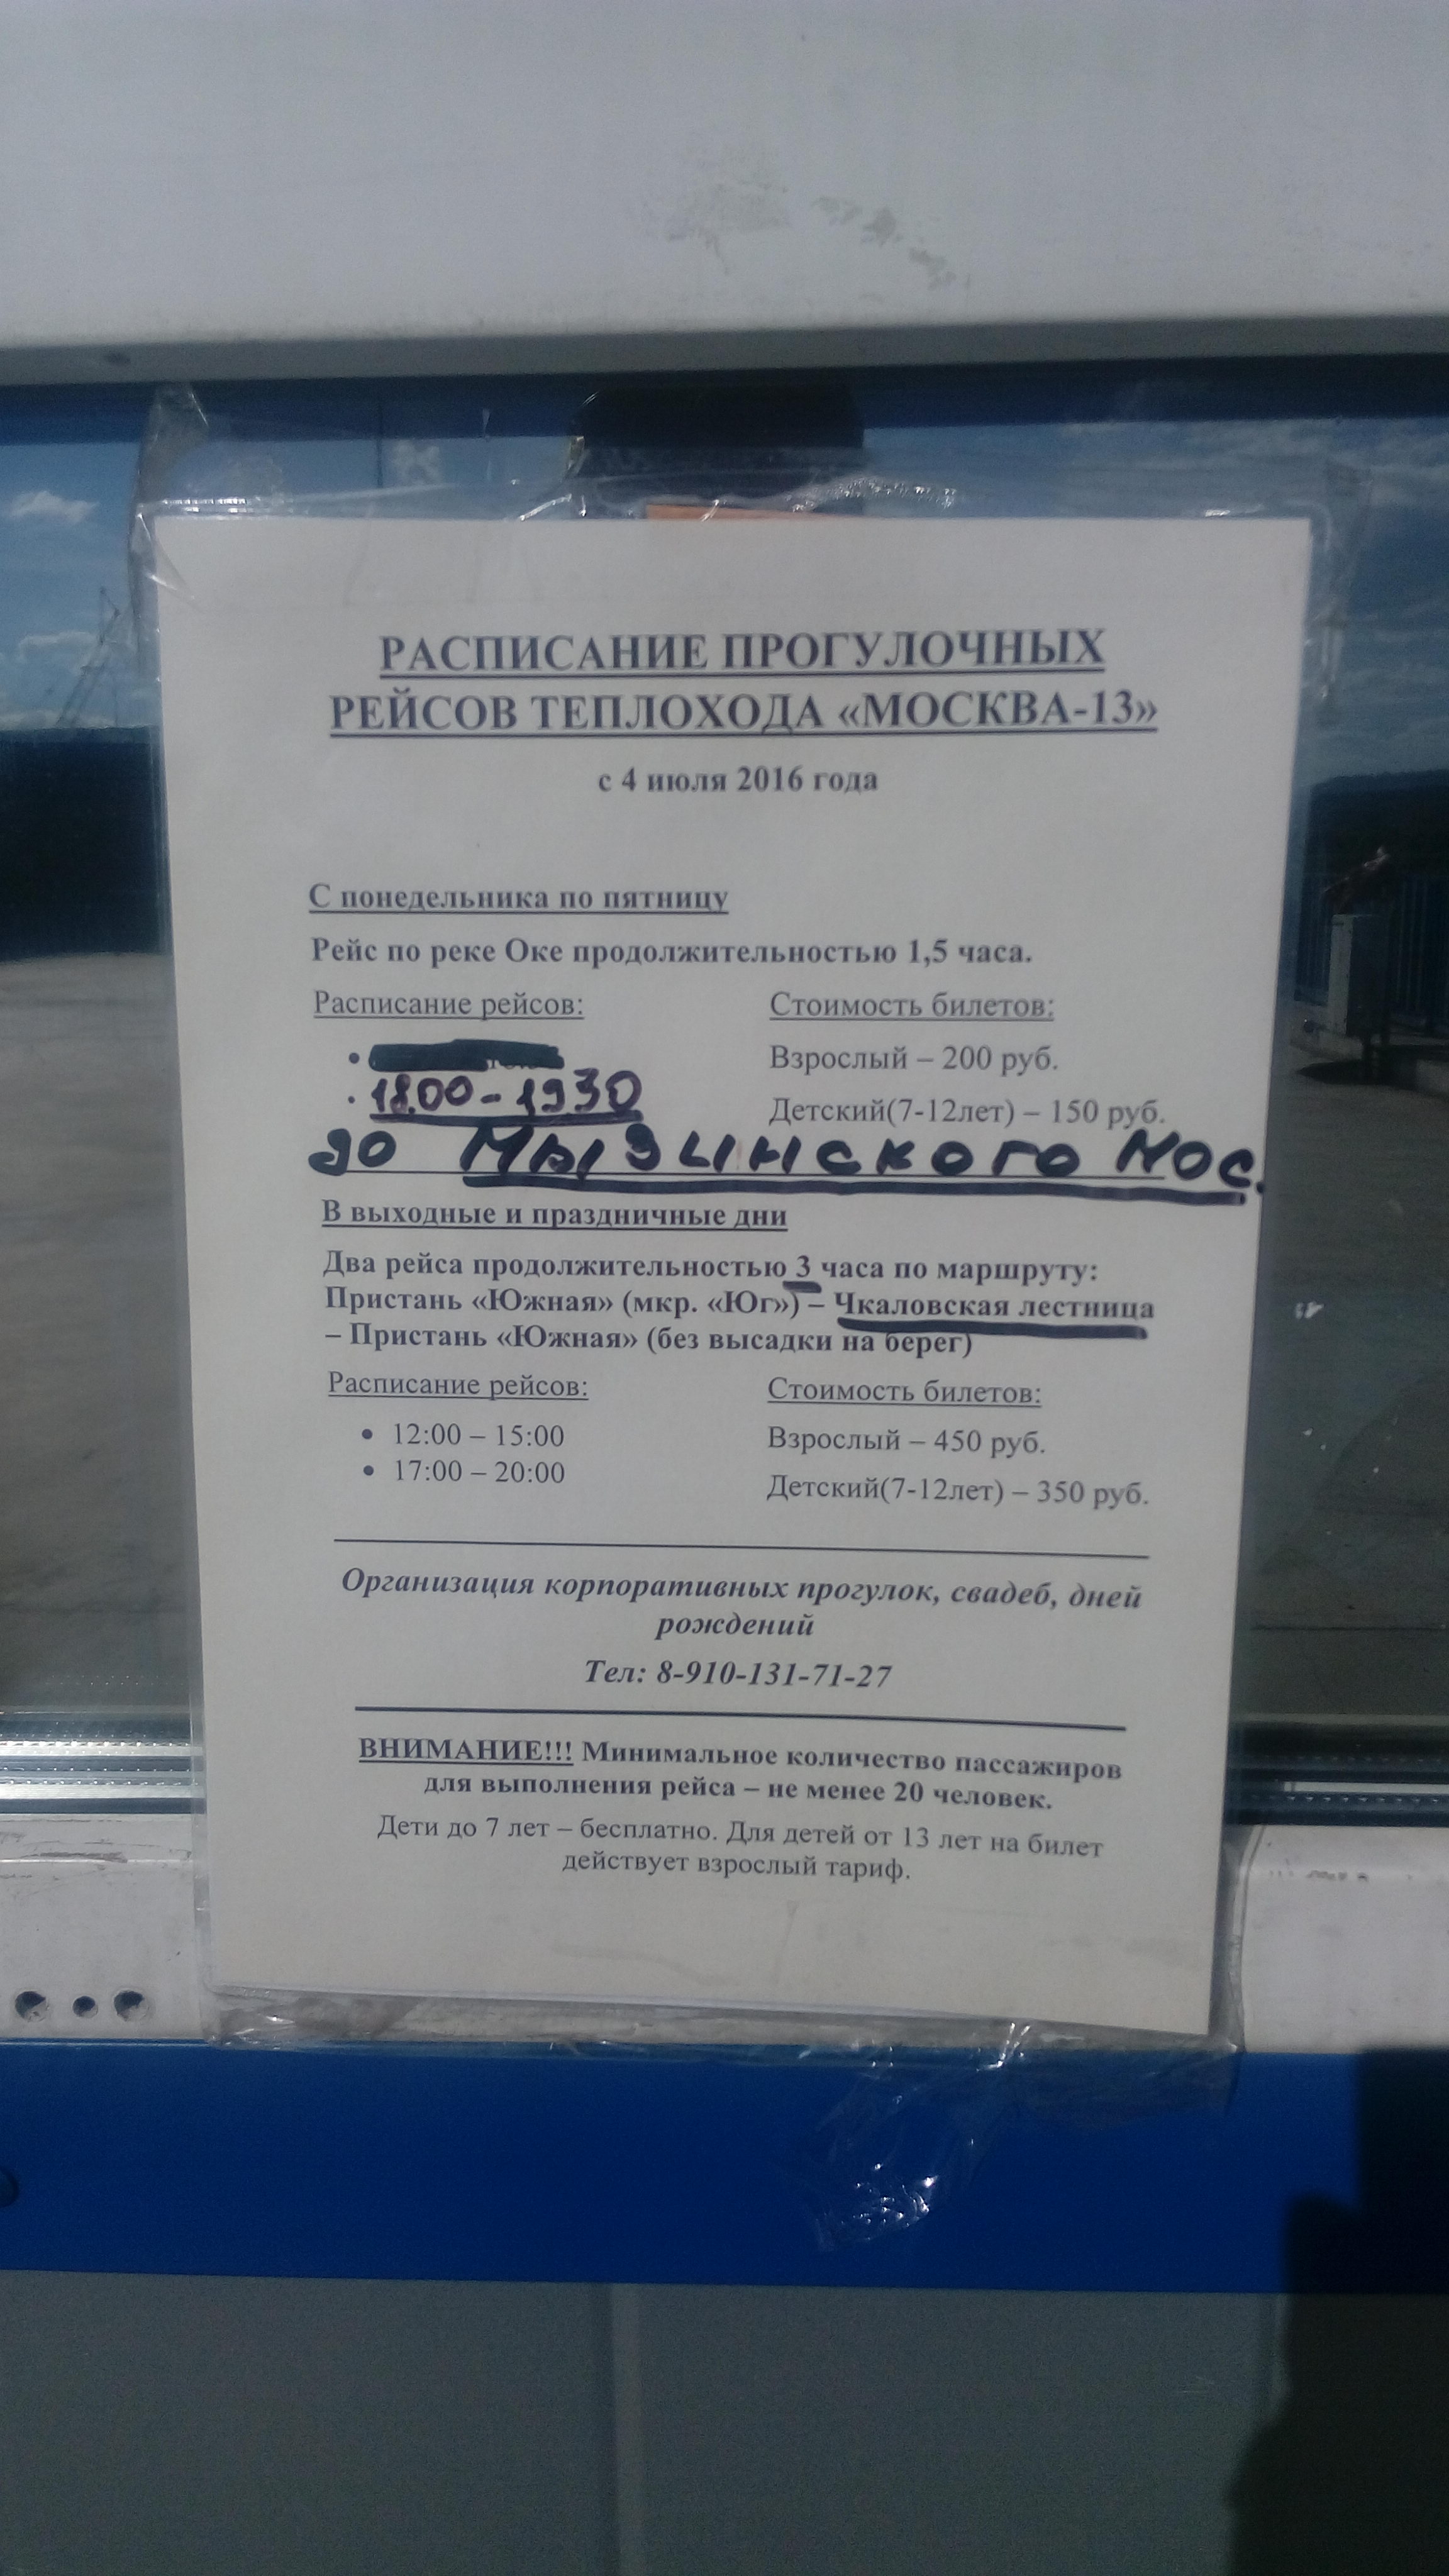 РАСПИСАНИЕ ПРОГУЛОЧНЫХ
РЕЙСОВ ТЕПЛОХОДА «МОСКВА-13»
с 4 июля 2016 года
С понедельника по пятницу
Рейс по реке Оке продолжительностью 1,5 часа.
Расписание рейсов:
Стоимость билетов:
Взрослый – 200 руб.
18.00 - 1930
Детский(7-12лет) – 150 руб.
до Мызинского мос.
В выходные и праздничные дни
Два рейса продолжительностью 3 часа по маршруту:
Пристань «Южная» (мкр. «Юг») – Чкаловская лестница
– Пристань «Южная» (без высадки на берег)
Расписание рейсов:
Стоимость билетов:
• 12:00 – 15:00
Взрослый – 450 руб.
• 17:00 – 20:00
Детский(7-12лет) – 350 руб.
Организация корпоративных прогулок, свадеб, дней
рождений
Тел: 8-910-131-71-27
ВНИМАНИЕ!!! Минимальное количество пассажиров
для выполнения рейса – не менее 20 человек.
Дети до 7 лет – бесплатно. Для детей от 13 лет на билет
действует взрослый тариф.